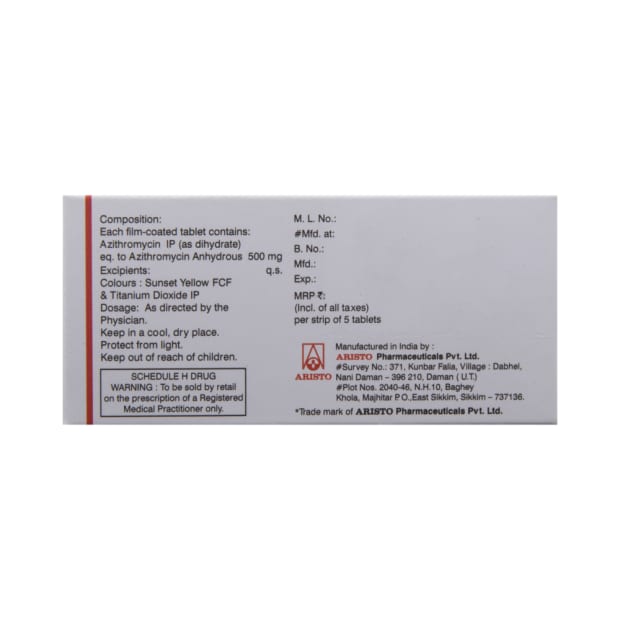 Composition:
Each film-coated tablet contains:
Azithromycin IP (as dihydrate)
eq. to Azithromycin Anhydrous 500 mg
Excipients: q.s.
Colours : Sunset Yellow FCF
& Titanium Dioxide IP
Dosage: As directed by the
Physician.
Keep in a cool, dry place.
Protect from light.
Keep out of reach of children.
SCHEDULE H DRUG
WARNING : To be sold by retail
on the prescription of a Registered
Medical Practitioner only.
M. L. No.:
#Mfd. at:
B. No.:
Mfd.:
Exp.:
MRP ₹:
(Incl. of all taxes)
per strip of 5 tablets
ARISTO
Manufactured in India by :
ARISTO Pharmaceuticals Pvt. Ltd.
#Survey No.: 371, Kunbar Falia, Village : Dabhel,
Nani Daman – 396 210, Daman ( U.T.)
#Plot Nos. 2040-46, N.H.10, Baghey
Khola, Majhitar P.O.,East Sikkim, Sikkim – 737136.
*Trade mark of ARISTO Pharmaceuticals Pvt. Ltd.